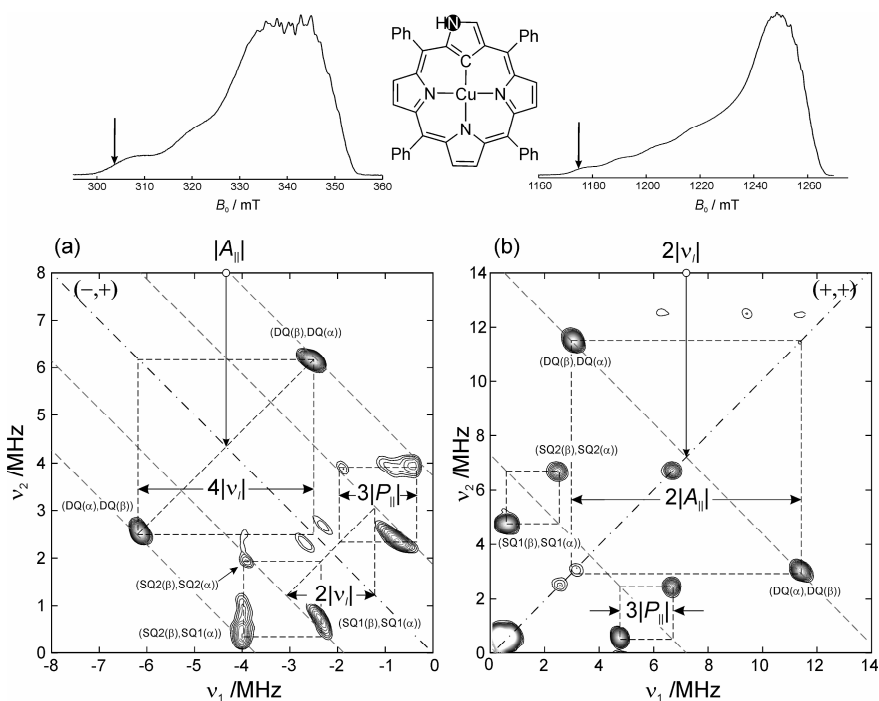 HN
Ph
Ph
C
N
Cu
N
N
Ph
Ph
300 310 320 330 340 350 360
B₀ / mT
1160 1180 1200 1220 1240 1260
B₀ / mT
(a)
|A∥|
(−,+)
(DQ(β),DQ(α))
4|νI|
(DQ(α),DQ(β))
3|P∥|
(SQ2(β),SQ2(α))
2|νI|
(SQ2(β),SQ1(α))
(SQ1(β),SQ1(α))
8
7
6
5
4
3
2
1
0
ν₂ /MHz
-8 -7 -6 -5 -4 -3 -2 -1 0
ν₁ /MHz
(b)
2|νI|
(+,+)
(DQ(β),DQ(α))
(SQ2(β),SQ2(α))
2|A∥|
(SQ1(β),SQ1(α))
(DQ(α),DQ(β))
3|P∥|
14
12
10
8
6
4
2
0
ν₂ /MHz
0 2 4 6 8 10 12 14
ν₁ /MHz